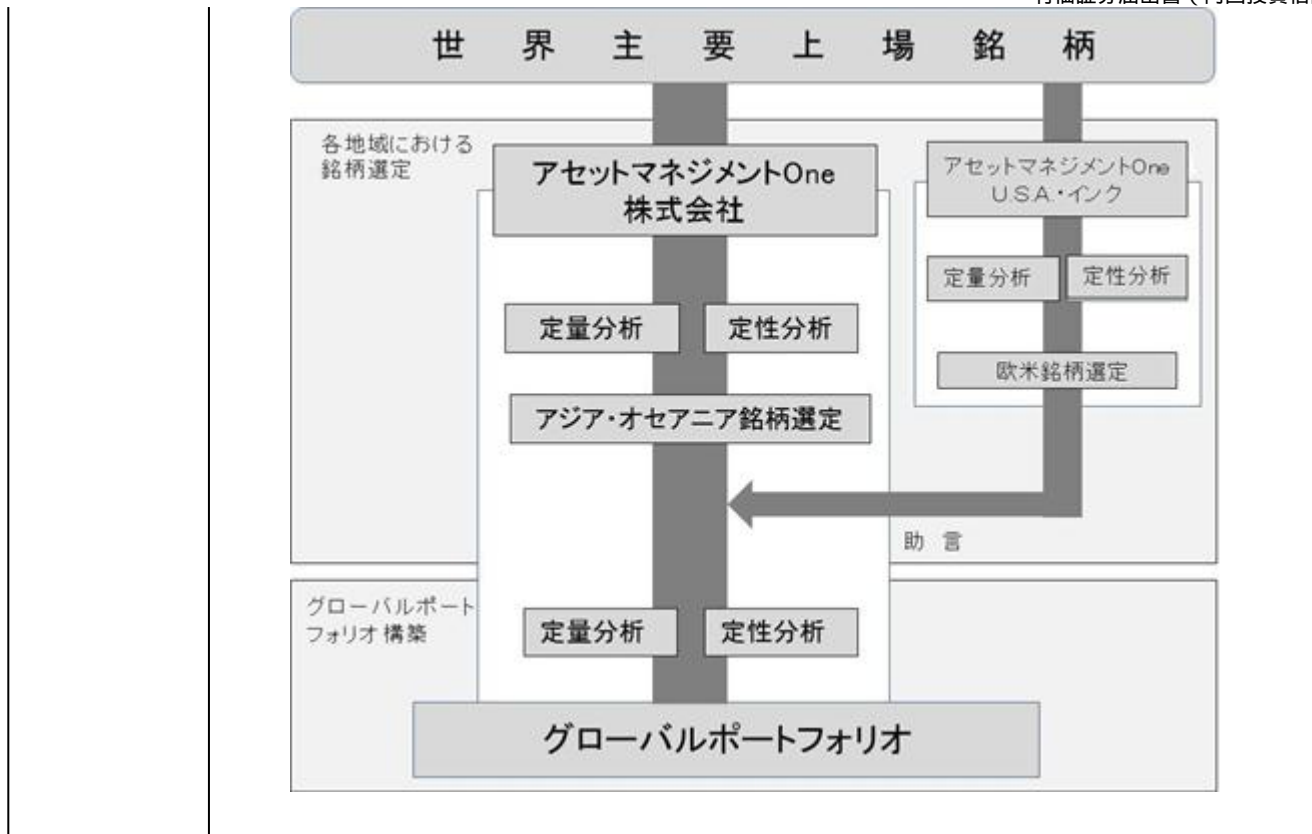 世界主要上場銘柄
各地域における
銘柄選定
アセットマネジメントOne
株式会社
定量分析
定性分析
アジア・オセアニア銘柄選定
アセットマネジメントOne
U.S.A.・インク
定量分析
定性分析
欧米銘柄選定
助言
グローバルポート
フォリオ構築
定量分析
定性分析
グローバルポートフォリオ